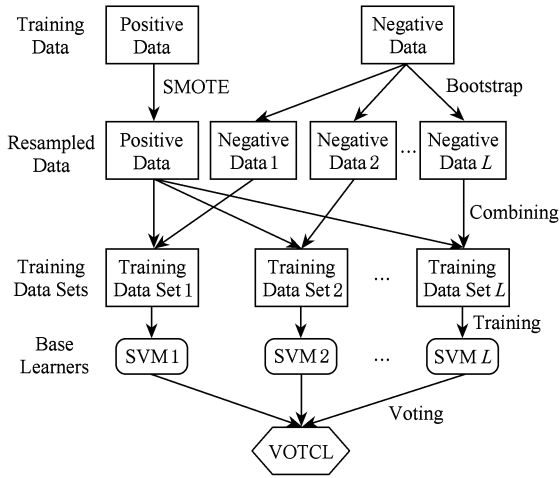 Training
Data
Positive
Data
Negative
Data
SMOTE
Bootstrap
Resampled
Data
Positive
Data
Negative
Data 1
Negative
Data 2
...
Negative
Data L
Combining
Training
Data Sets
Training
Data Set 1
Training
Data Set 2
...
Training
Data Set L
Training
Base
Learners
SVM 1
SVM 2
...
SVM L
Voting
VOTCL